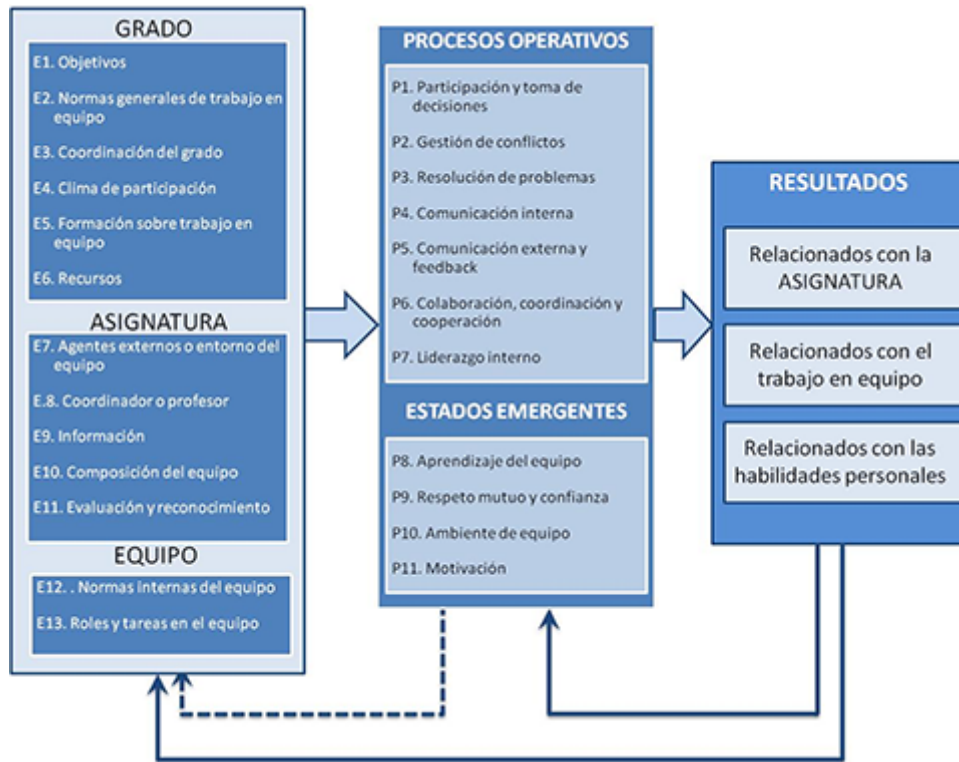 GRADO
E1. Objetivos
E2. Normas generales de trabajo en
equipo
E3. Coordinación del grado
E4. Clima de participación
E5. Formación sobre trabajo en
equipo
E6. Recursos
ASIGNATURA
E7. Agentes externos o entorno del
equipo
E.8. Coordinador o profesor
E9. Información
E10. Composición del equipo
E11. Evaluación y reconocimiento
EQUIPO
E12. . Normas internas del equipo
E13. Roles y tareas en el equipo
PROCESOS OPERATIVOS
P1. Participación y toma de
decisiones
P2. Gestión de conflictos
P3. Resolución de problemas
P4. Comunicación interna
P5. Comunicación externa y
feedback
P6. Colaboración, coordinación y
cooperación
P7. Liderazgo interno
ESTADOS EMERGENTES
P8. Aprendizaje del equipo
P9. Respeto mutuo y confianza
P10. Ambiente de equipo
P11. Motivación
RESULTADOS
Relacionados con la
ASIGNATURA
Relacionados con el
trabajo en equipo
Relacionados con las
habilidades personales